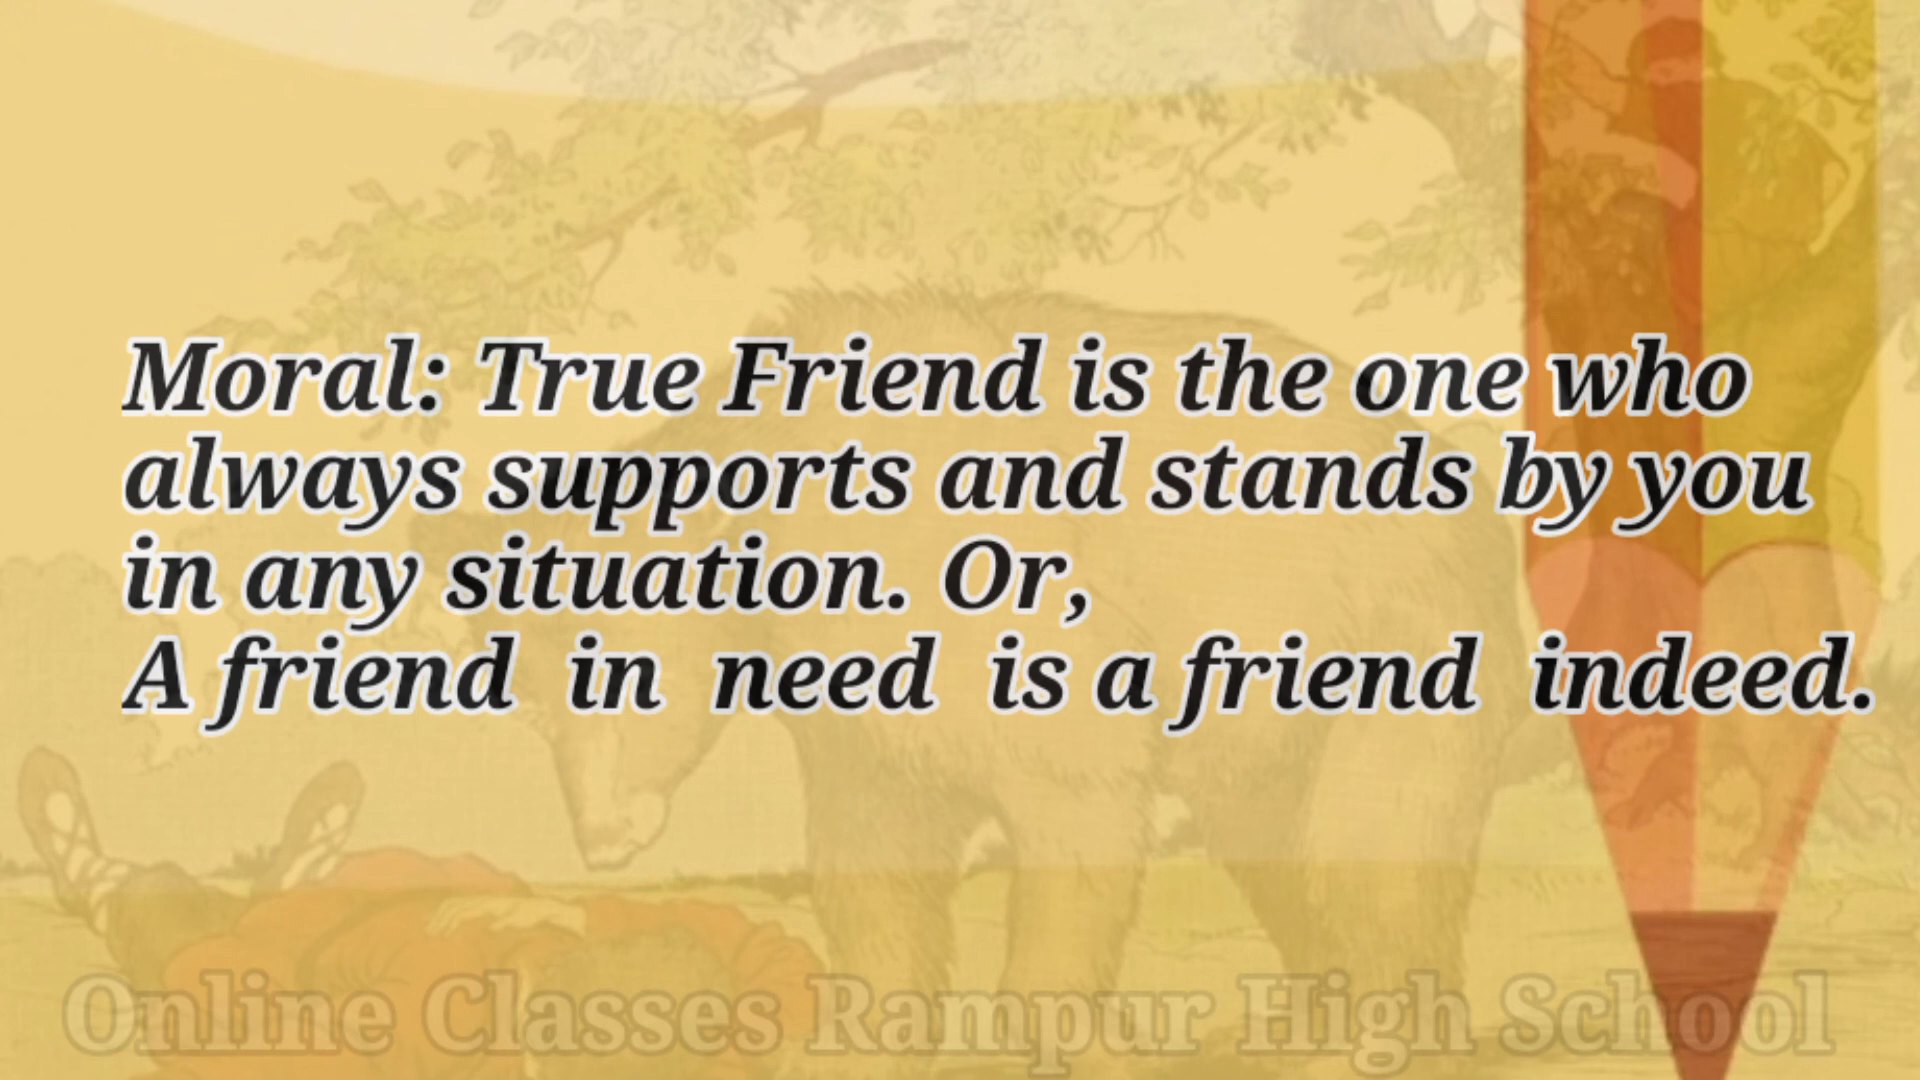 Moral: True Friend is the one who
always supports and stands by you
in any situation. Or,
A friend in need is a friend indeed.
Online Classes Rampur High School